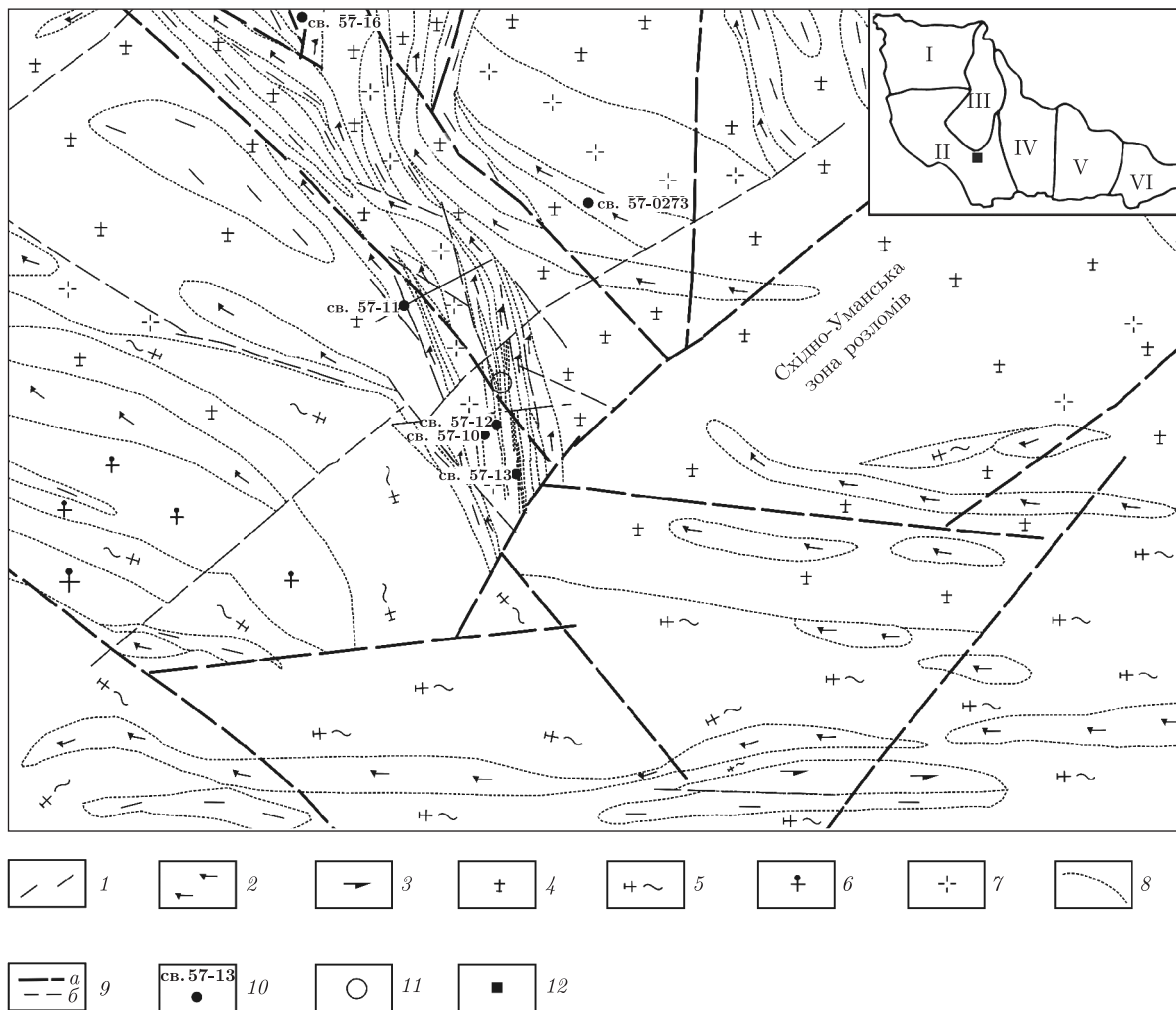 св. 57-16
I
III
II
IV
V
VI
св. 57-0273
св. 57-11
Східно-Уманська
зона розломів
св. 57-12
св. 57-10
св. 57-13
1
2
3
4
5
6
7
8
а
б
9
св. 57-13
10
11
12